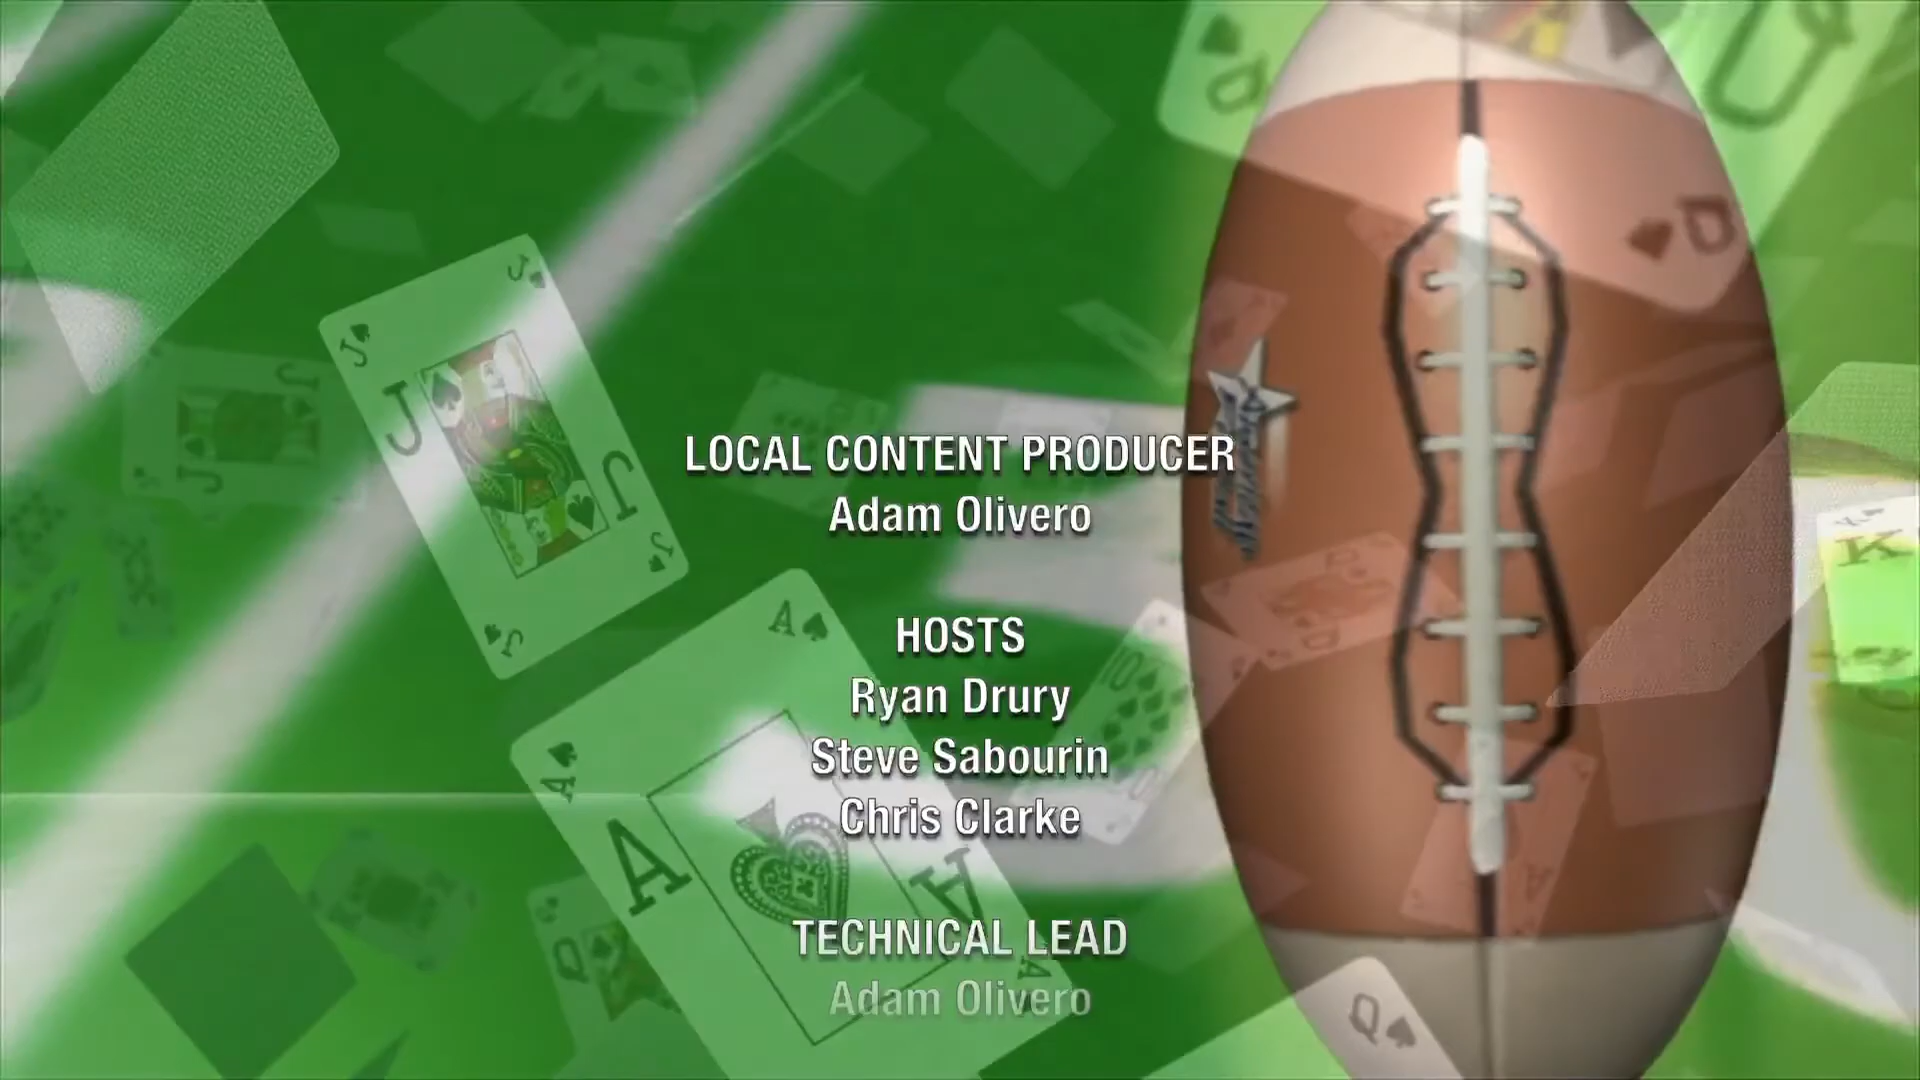 LOCAL CONTENT PRODUCER
Adam Olivero
HOSTS
Ryan Drury
Steve Sabourin
Chris Clarke
TECHNICAL LEAD
Adam Olivero
J
J
J
J
A
A
A
A
Q
Q
K
K